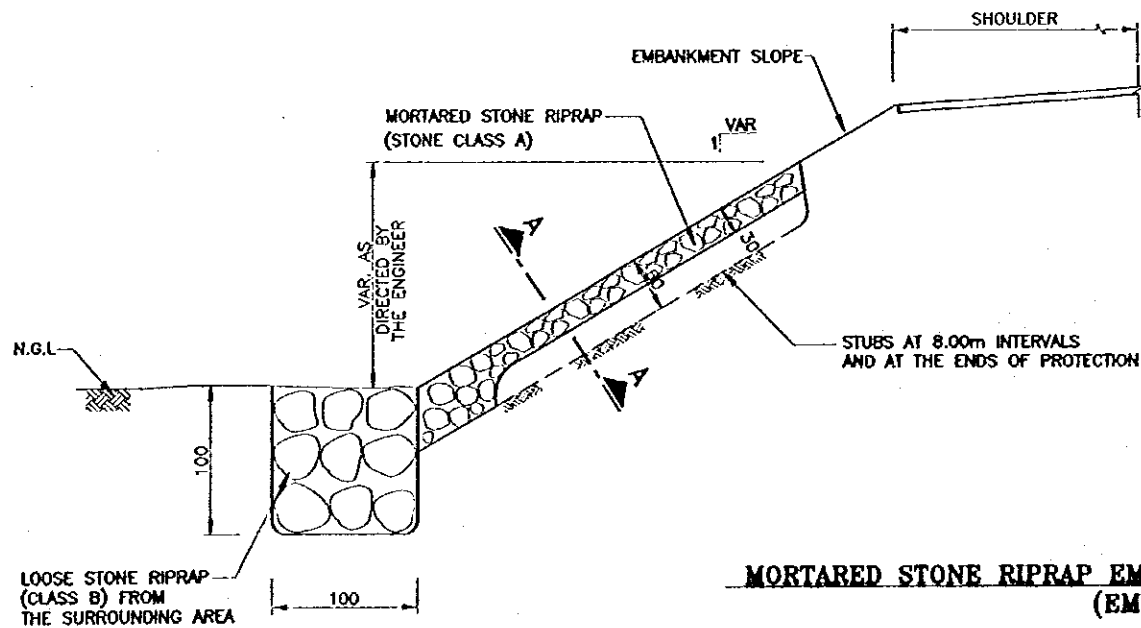 SHOULDER
EMBANKMENT SLOPE
MORTARED STONE RIPRAP
(STONE CLASS A)
1
VAR
VAR. AS
DIRECTED BY
THE ENGINEER
A
30
60
N.G.L
STUBS AT 8.00m INTERVALS
AND AT THE ENDS OF PROTECTION
A
100
LOOSE STONE RIPRAP
(CLASS B) FROM
THE SURROUNDING AREA
100
MORTARED STONE RIPRAP EM
(EM